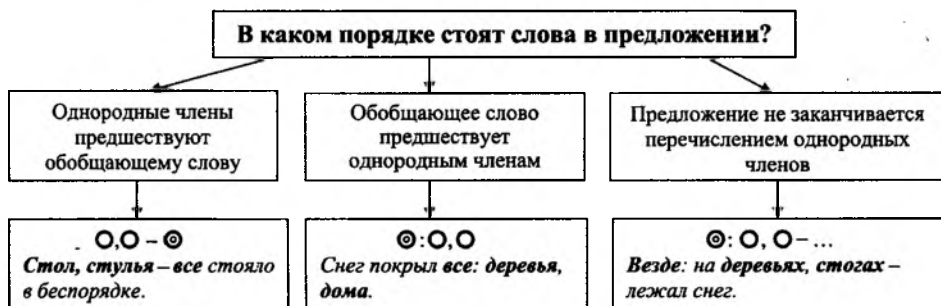 В каком порядке стоят слова в предложении?
Однородные члены
предшествуют
обобщающему слову
Обобщающее слово
предшествует
однородным членам
Предложение не заканчивается
перечислением однородных
членов
О,О – ◎
Стол, стулья – все стояло
в беспорядке.
◎: О,О
Снег покрыл все: деревья,
дома.
◎: О, О – ...
Везде: на деревьях, стогах –
лежал снег.